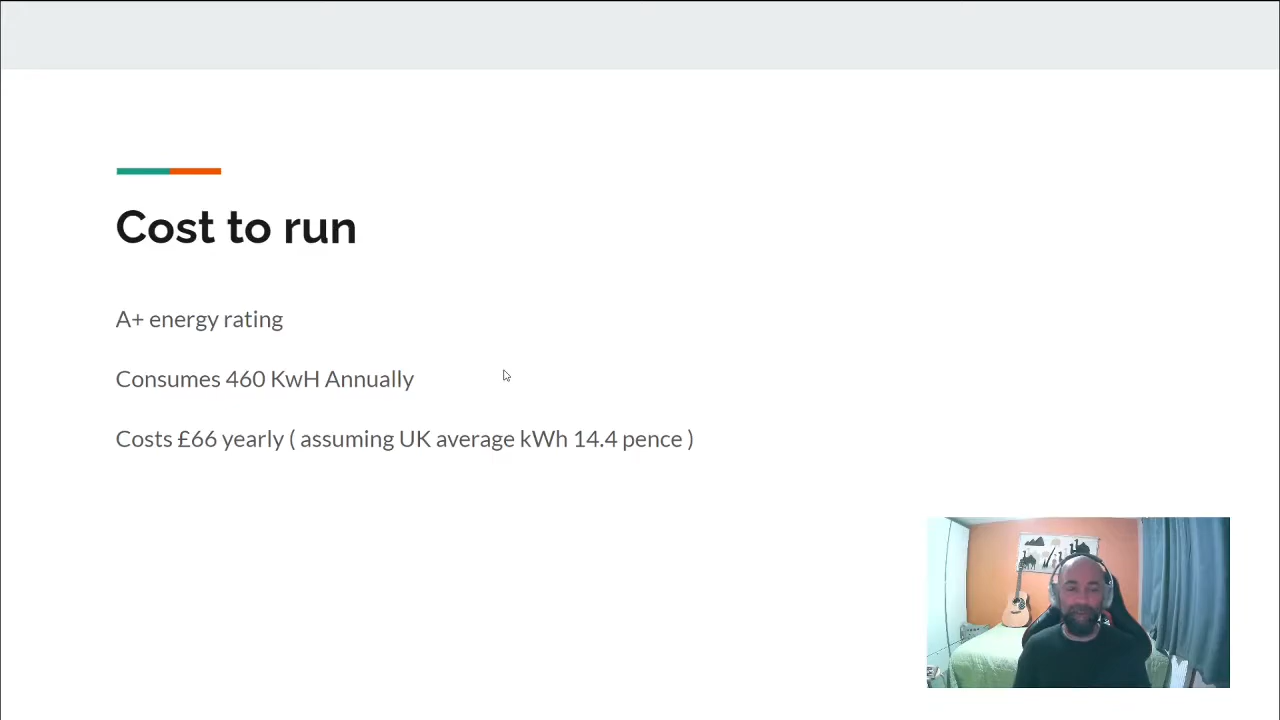 Cost to run
A+ energy rating
Consumes 460 KwH Annually
Costs £66 yearly ( assuming UK average kWh 14.4 pence )